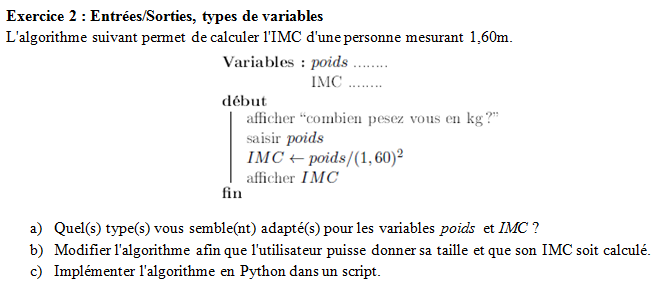 Exercice 2 : Entrées/Sorties, types de variables
L'algorithme suivant permet de calculer l'IMC d'une personne mesurant 1,60m.
Variables : poids ........
IMC ........
début
afficher “combien pesez vous en kg?”
saisir poids
IMC ← poids/(1,60)²
afficher IMC
fin
a) Quel(s) type(s) vous semble(nt) adapté(s) pour les variables poids et IMC ?
b) Modifier l'algorithme afin que l'utilisateur puisse donner sa taille et que son IMC soit calculé.
c) Implémenter l'algorithme en Python dans un script.